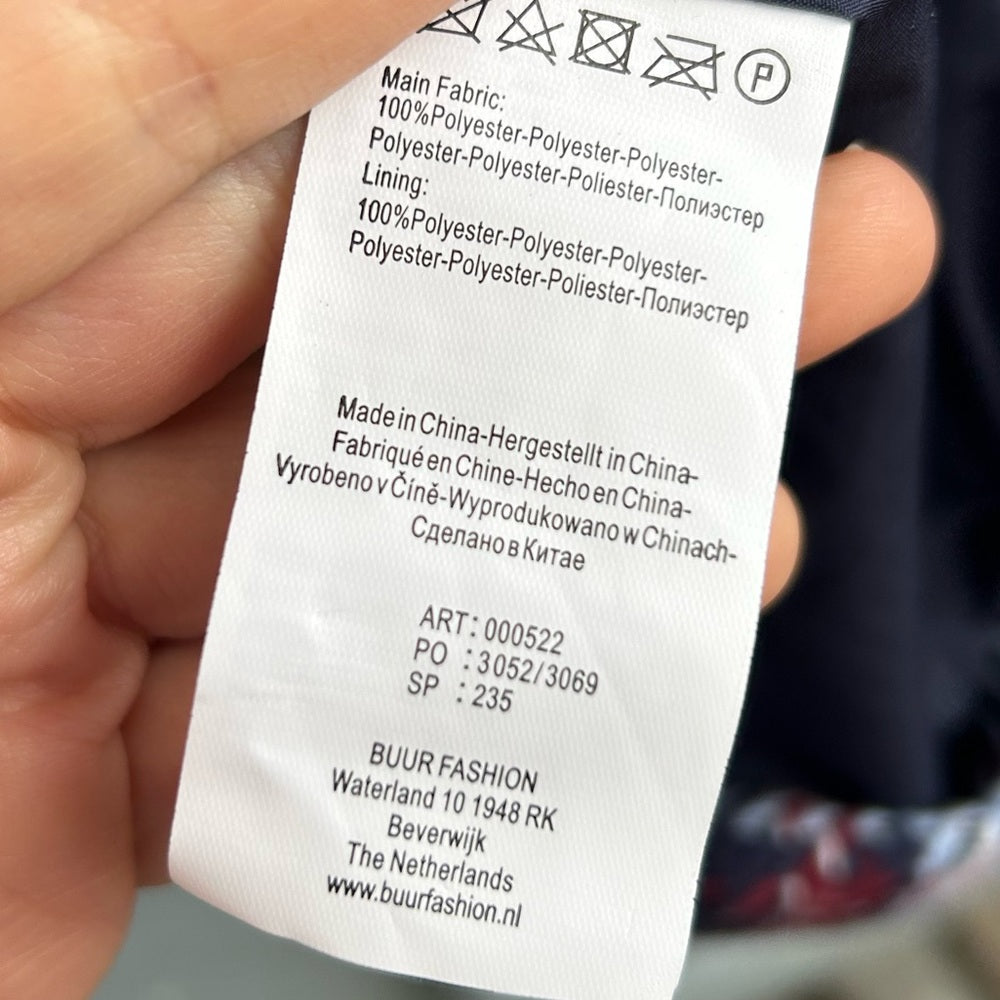 P
Main Fabric:
100%Polyester-Polyester-Polyester-
Polyester-Polyester-Poliester-Полиэстер
Lining:
100%Polyester-Polyester-Polyester-
Polyester-Polyester-Poliester-Полиэстер
Made in China-Hergestellt in China-
Fabriqué en Chine-Hecho en China-
Vyrobeno v Číně-Wyprodukowano w Chinach-
Сделано в Китае
ART: 000522
PO : 3052/3069
SP : 235
BUUR FASHION
Waterland 10 1948 RK
Beverwijk
The Netherlands
www.buurfashion.nl